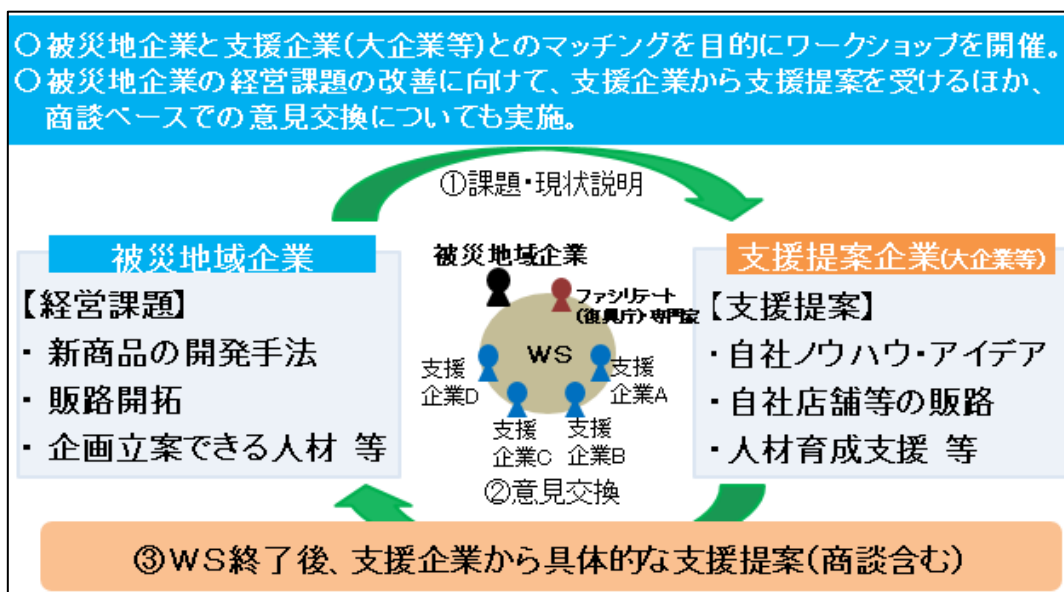 ○被災地企業と支援企業(大企業等)とのマッチングを目的にワークショップを開催。
○被災地企業の経営課題の改善に向けて、支援企業から支援提案を受けるほか、
商談ベースでの意見交換についても実施。
①課題・現状説明
被災地域企業
【経営課題】
・ 新商品の開発手法
・ 販路開拓
・ 企画立案できる人材 等
被災地域企業
ファシリテート
(復興庁)・専門家
WS
支援
企業D
支援
企業A
支援
企業C
支援
企業B
②意見交換
支援提案企業(大企業等)
【支援提案】
・自社ノウハウ・アイデア
・自社店舗等の販路
・人材育成支援 等
③WS終了後、支援企業から具体的な支援提案(商談含む)